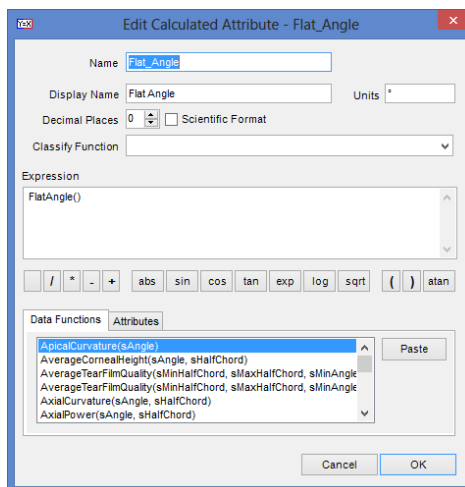 Y=X Edit Calculated Attribute - Flat_Angle x
Name Flat_Angle
Display Name Flat Angle Units °
Decimal Places 0 Scientific Format
Classify Function
Expression
FlatAngle()
/ * - + abs sin cos tan exp log sqrt ( ) atan
Data Functions Attributes
ApicalCurvature(sAngle) Paste
AverageCornealHeight(sAngle, sHalfChord)
AverageTearFilmQuality(sMinHalfChord, sMaxHalfChord, sMinAngle
AverageTearFilmQuality(sMinHalfChord, sMaxHalfChord, sMinAngle
AxialCurvature(sAngle, sHalfChord)
AxialPower(sAngle, sHalfChord)
Cancel OK